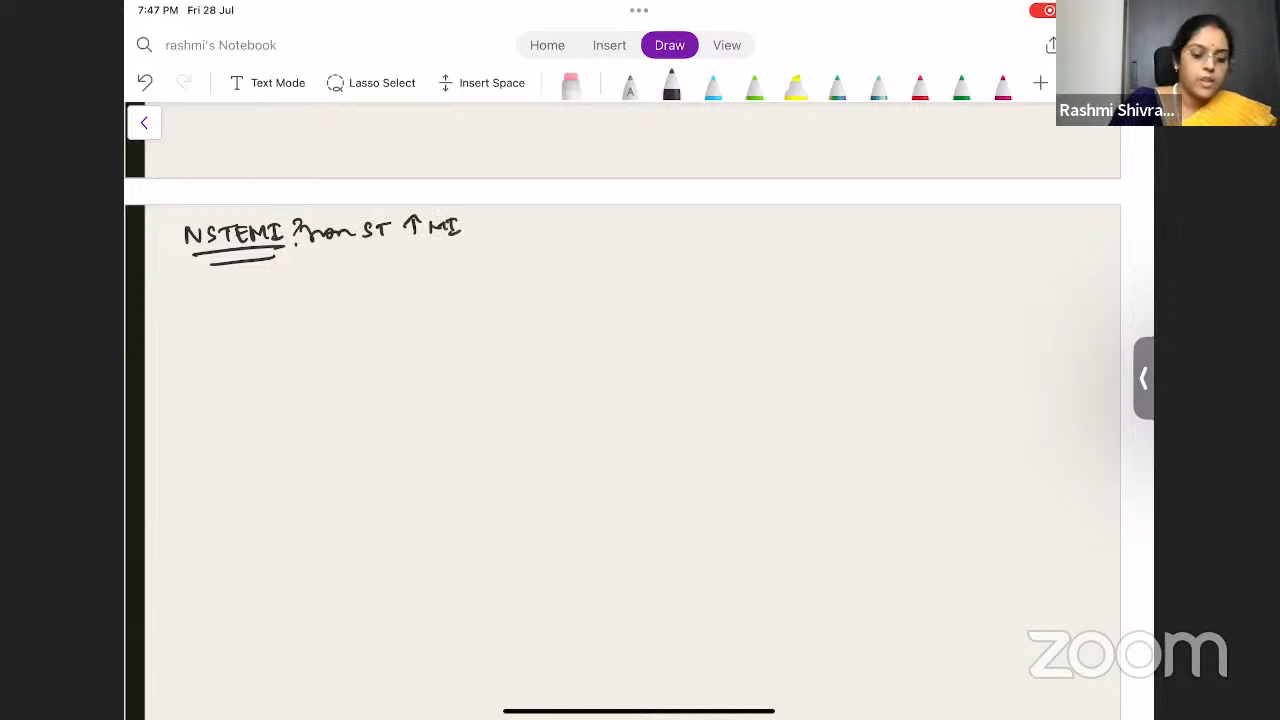 7:47 PM Fri 28 Jul
rashmi's Notebook
Home Insert Draw View
Text Mode Lasso Select Insert Space
A
Rashmi Shivra...
NSTEMI ? non ST ↑ MI
zoom